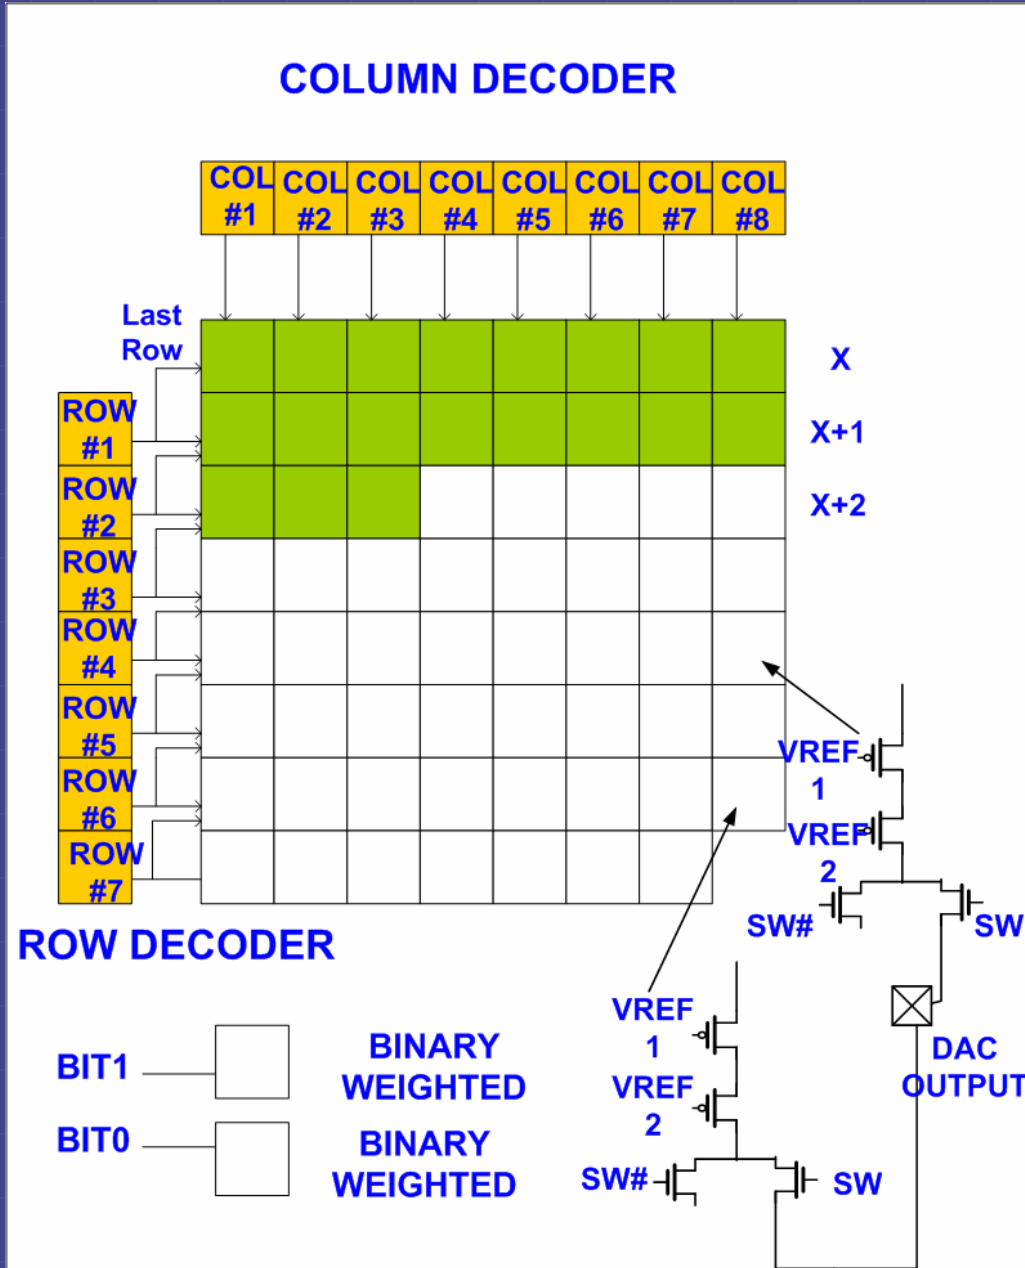 COLUMN DECODER
COL
#1
COL
#2
COL
#3
COL
#4
COL
#5
COL
#6
COL
#7
COL
#8
Last
Row
X
X+1
X+2
ROW
#1
ROW
#2
ROW
#3
ROW
#4
ROW
#5
ROW
#6
ROW
#7
VREF
1
VREF
2
SW#
SW
ROW DECODER
DAC
OUTPUT
VREF
1
VREF
2
SW#
SW
BIT1
BINARY
WEIGHTED
BIT0
BINARY
WEIGHTED